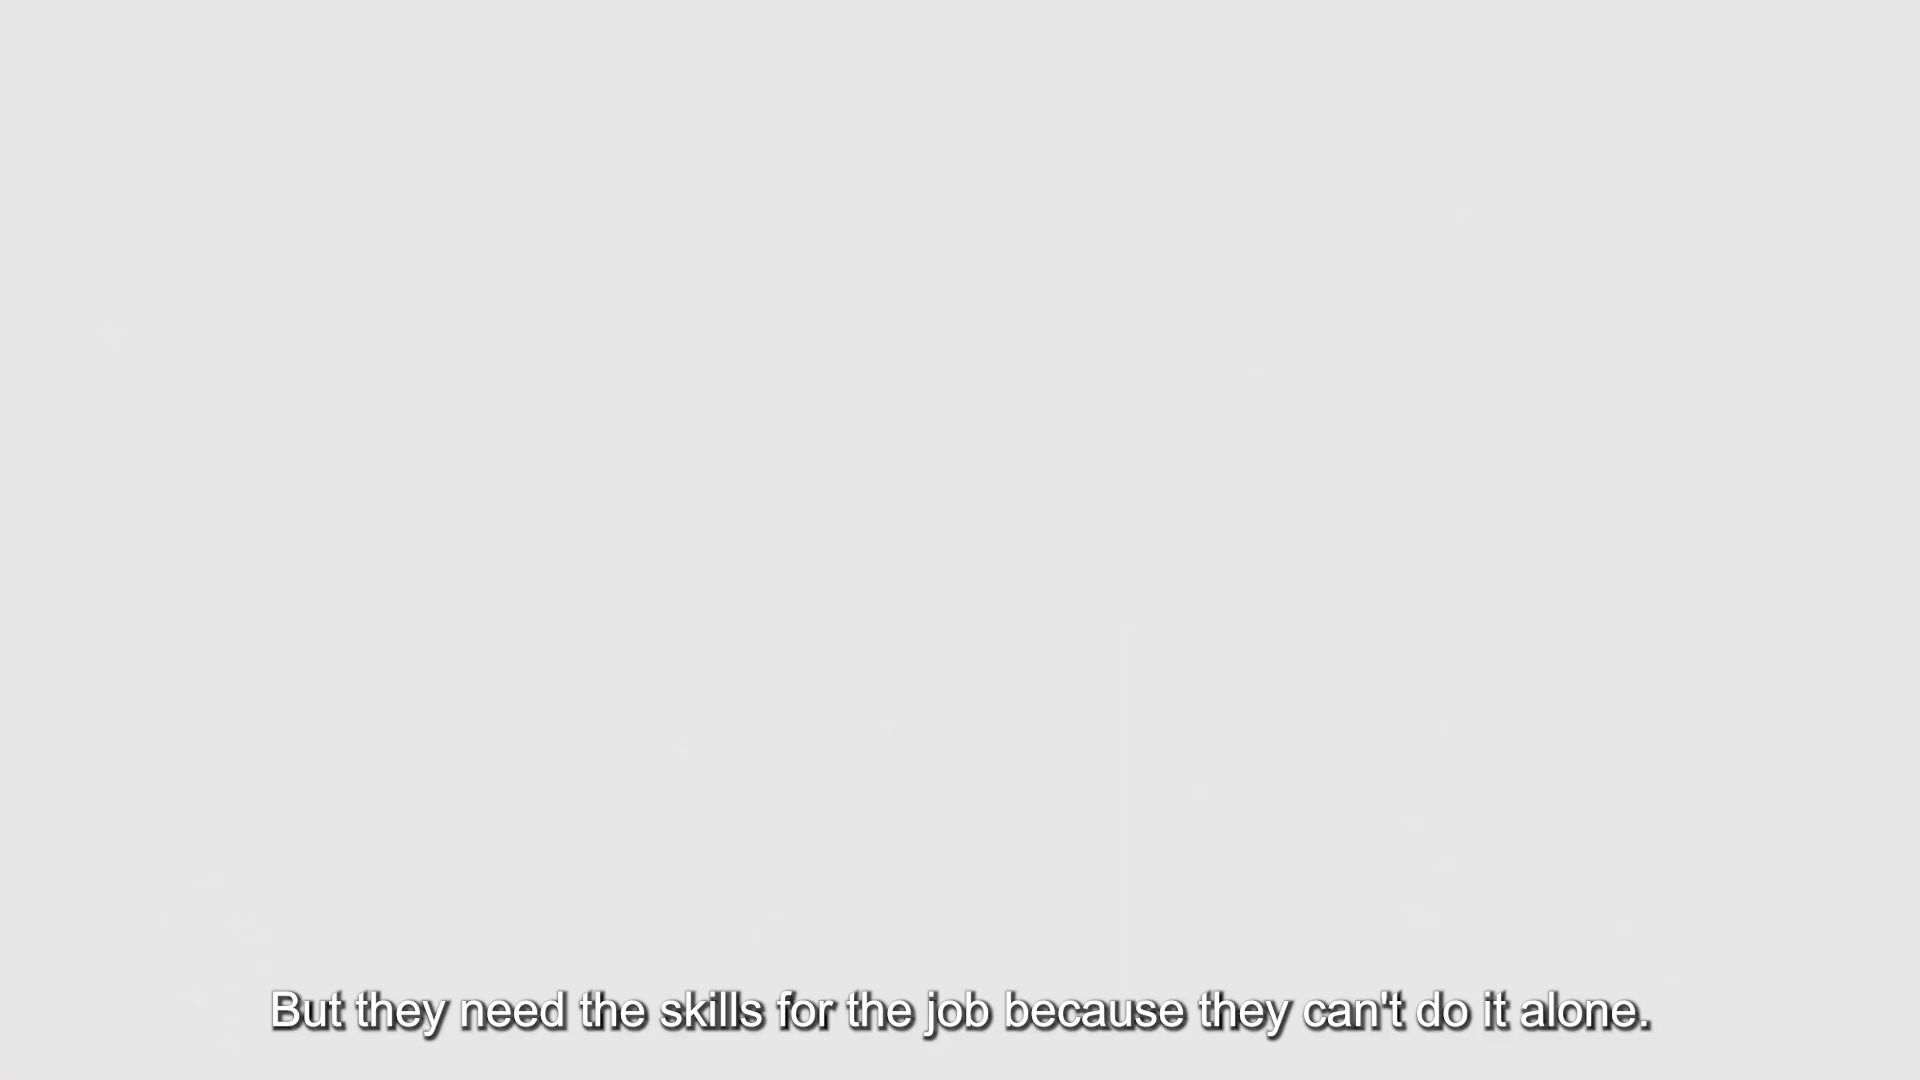 But they need the skills for the job because they can't do it alone.